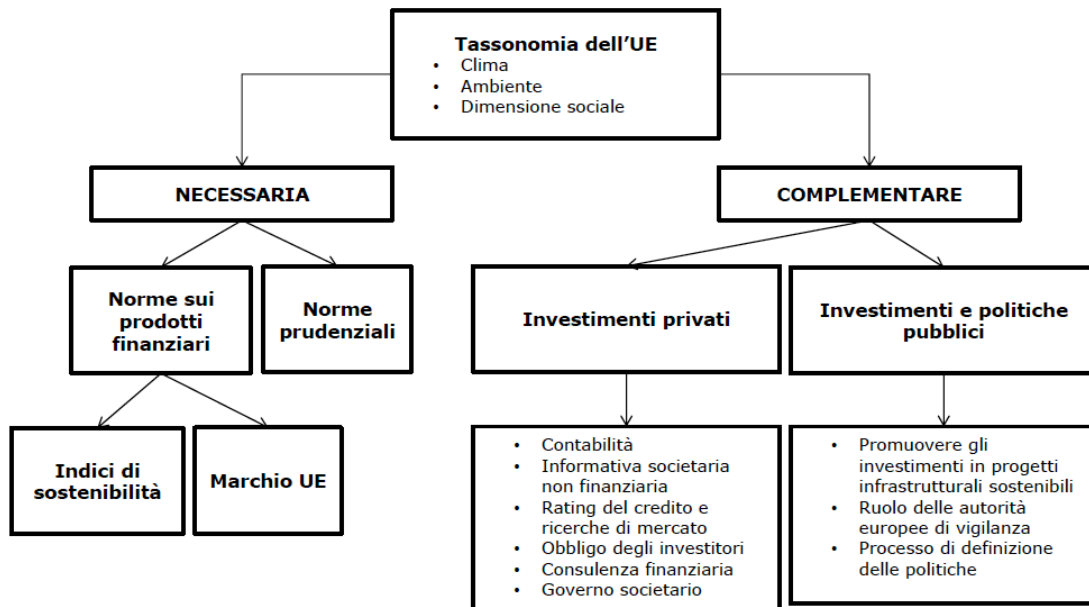 Tassonomia dell'UE
• Clima
• Ambiente
• Dimensione sociale
NECESSARIA
COMPLEMENTARE
Norme sui
prodotti
finanziari
Norme
prudenziali
Investimenti privati
Investimenti e politiche
pubblici
Indici di
sostenibilità
Marchio UE
• Contabilità
• Informativa societaria
non finanziaria
• Rating del credito e
ricerche di mercato
• Obbligo degli investitori
• Consulenza finanziaria
• Governo societario
• Promuovere gli
investimenti in progetti
infrastrutturali sostenibili
• Ruolo delle autorità
europee di vigilanza
• Processo di definizione
delle politiche